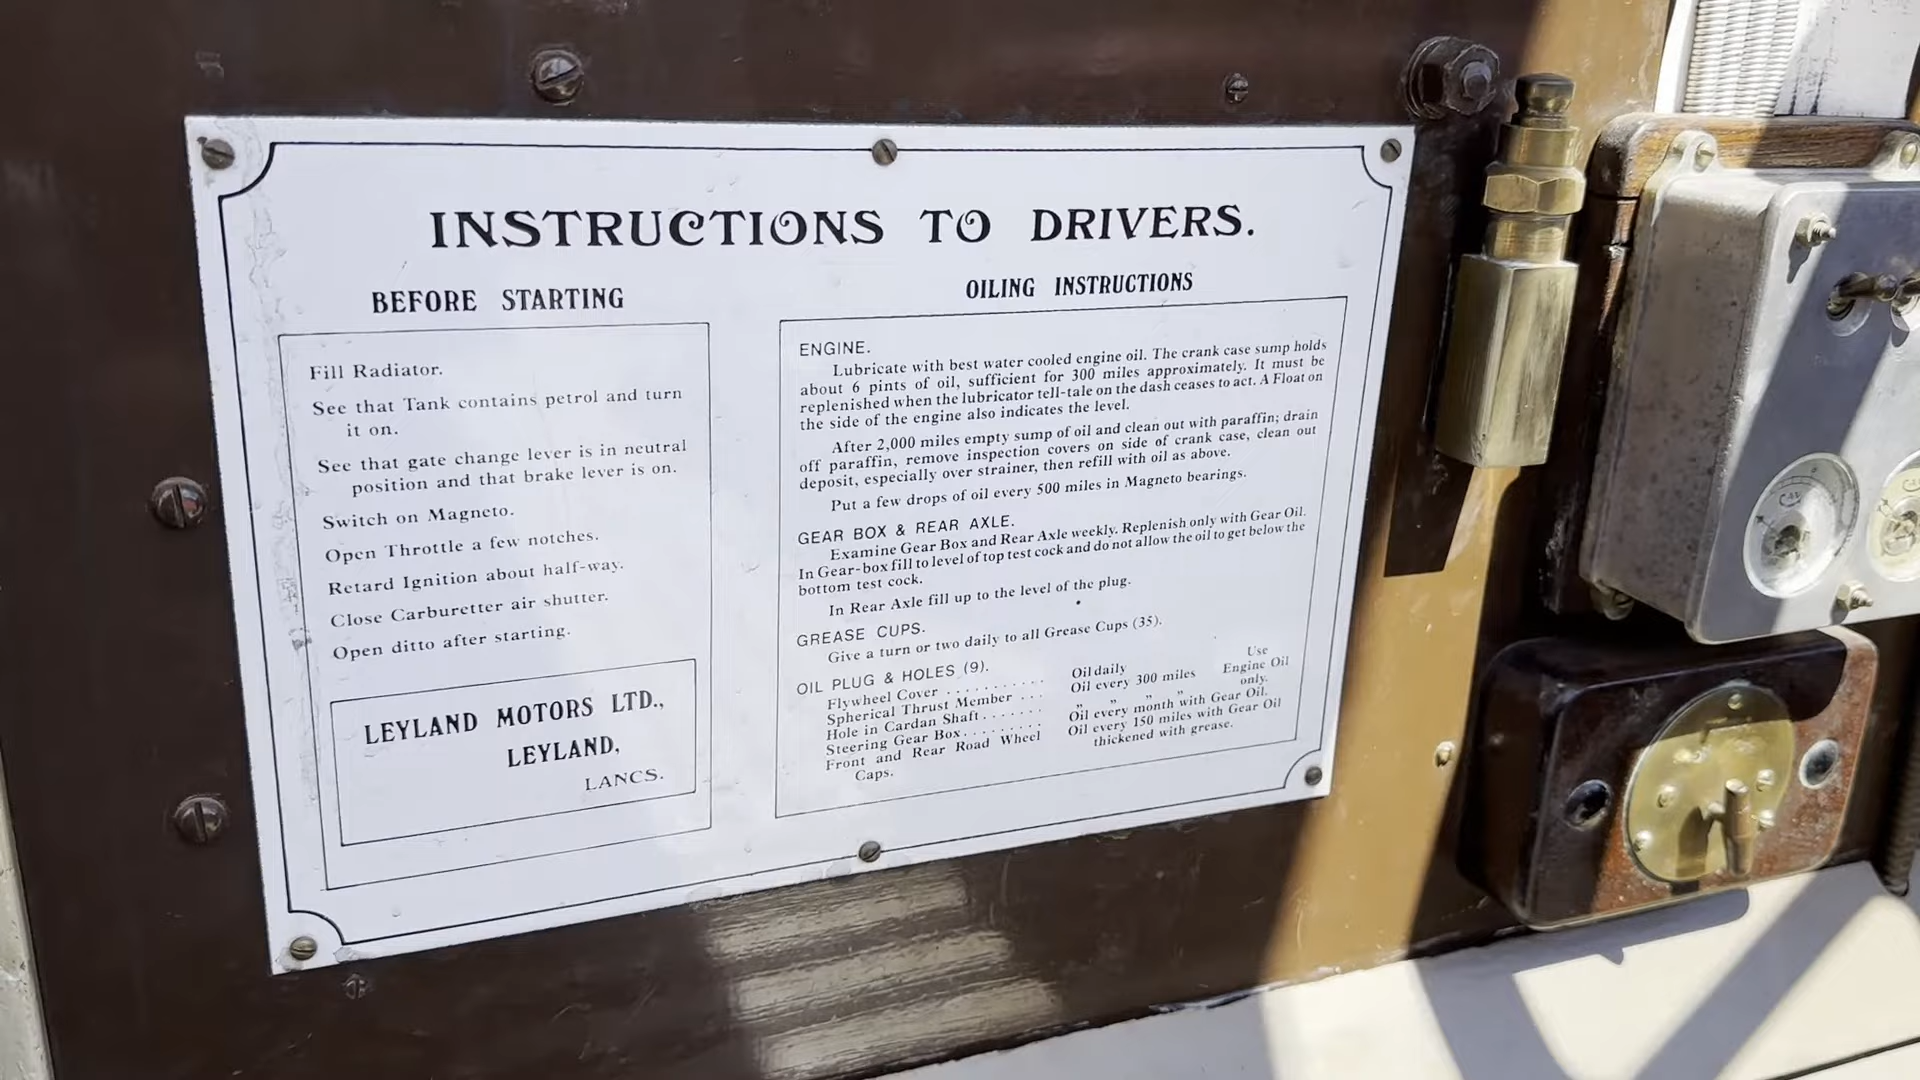 INSTRUCTIONS TO DRIVERS.
BEFORE STARTING
Fill Radiator.
See that Tank contains petrol and turn
it on.
See that gate change lever is in neutral
position and that brake lever is on.
Switch on Magneto.
Open Throttle a few notches.
Retard Ignition about half-way.
Close Carburetter air shutter.
Open ditto after starting.
LEYLAND MOTORS LTD.,
LEYLAND,
LANCS.
OILING INSTRUCTIONS
ENGINE.
Lubricate with best water cooled engine oil. The crank case sump holds
about 6 pints of oil, sufficient for 300 miles approximately. It must be
replenished when the lubricator tell-tale on the dash ceases to act. A Float on
the side of the engine also indicates the level.
After 2,000 miles empty sump of oil and clean out with paraffin; drain
off paraffin, remove inspection covers on side of crank case, clean out
deposit, especially over strainer, then refill with oil as above.
Put a few drops of oil every 500 miles in Magneto bearings.
GEAR BOX & REAR AXLE.
Examine Gear Box and Rear Axle weekly. Replenish only with Gear Oil.
In Gear-box fill to level of top test cock and do not allow the oil to get below the
bottom test cock.
In Rear Axle fill up to the level of the plug.
GREASE CUPS.
Give a turn or two daily to all Grease Cups (35).
OIL PLUG & HOLES (9).
Flywheel Cover . . . . . . . . . . . Oil daily Use
Spherical Thrust Member . . . Oil every 300 miles Engine Oil
Hole in Cardan Shaft . . . . . . . „ „ „ only.
Steering Gear Box . . . . . . . . Oil every month with Gear Oil.
Front and Rear Road Wheel Oil every 150 miles with Gear Oil
Caps. thickened with grease.
CAV